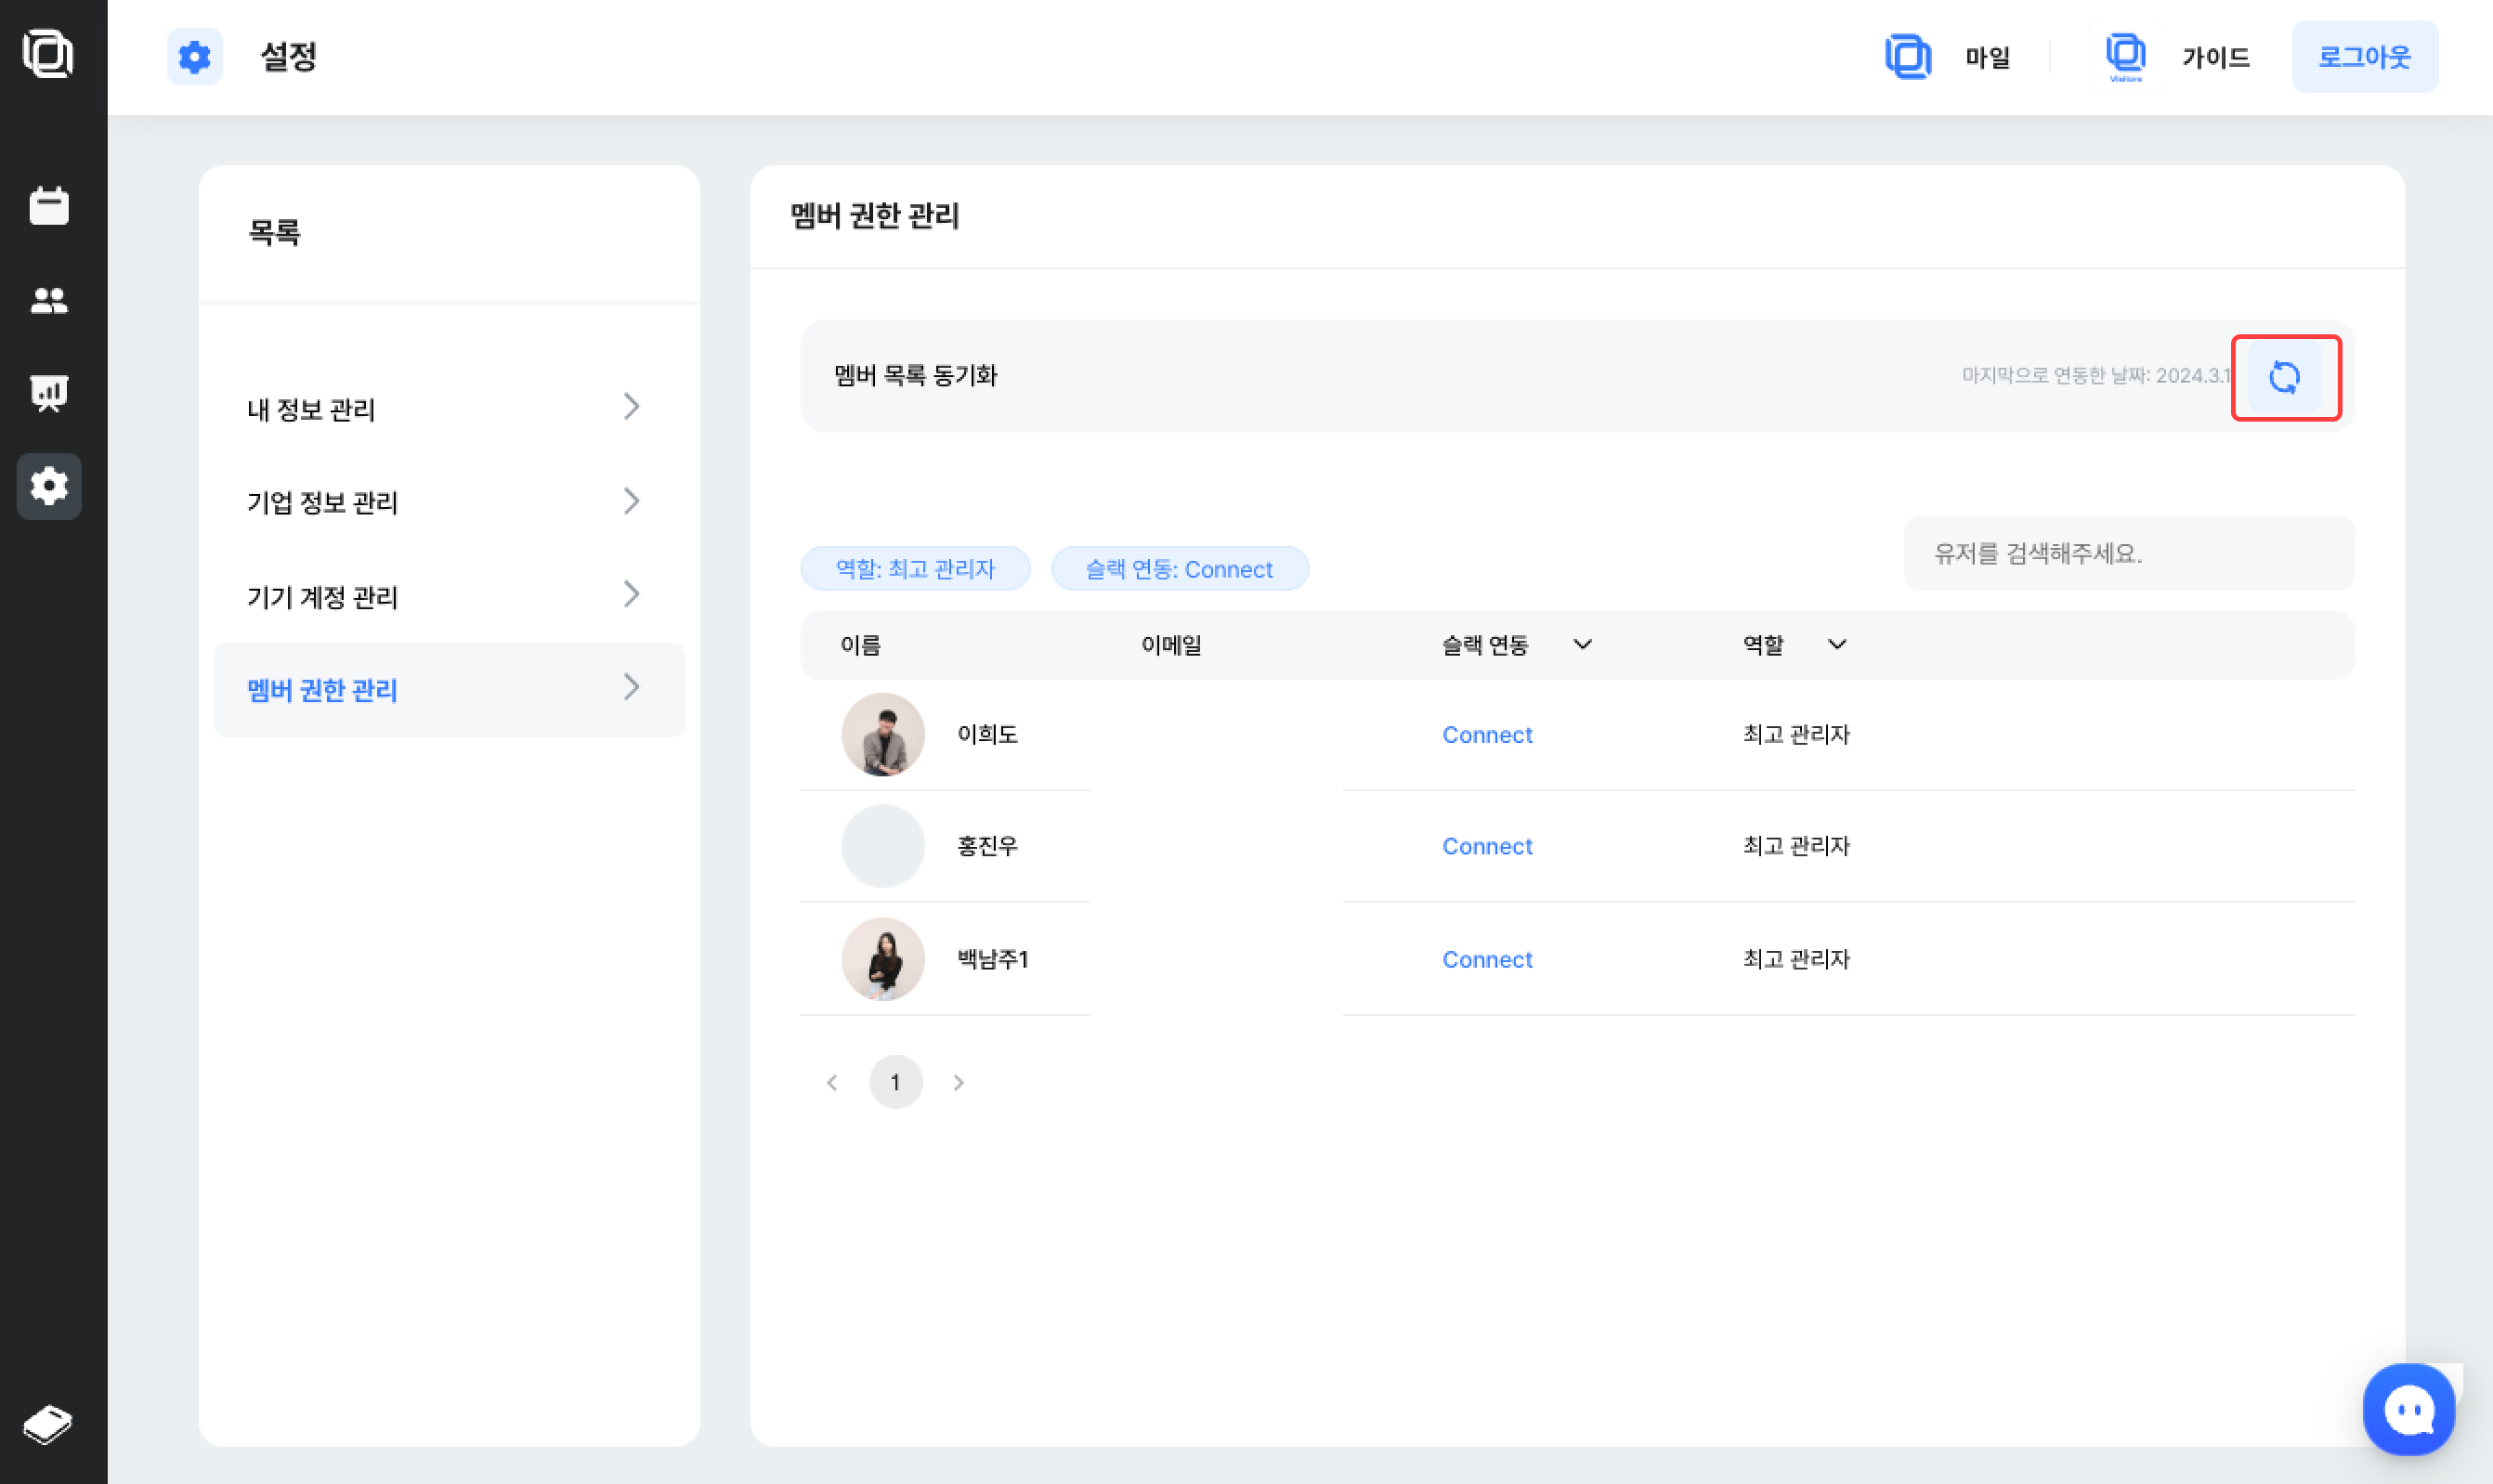 설정
마일
Visitors
가이드
로그아웃
목록
내 정보 관리
기업 정보 관리
기기 계정 관리
멤버 권한 관리
멤버 권한 관리
멤버 목록 동기화
마지막으로 연동한 날짜: 2024.3.1
유저를 검색해주세요.
역할: 최고 관리자
슬랙 연동: Connect
이름 이메일 슬랙 연동 역할
이희도 Connect 최고 관리자
홍진우 Connect 최고 관리자
백남주1 Connect 최고 관리자
1